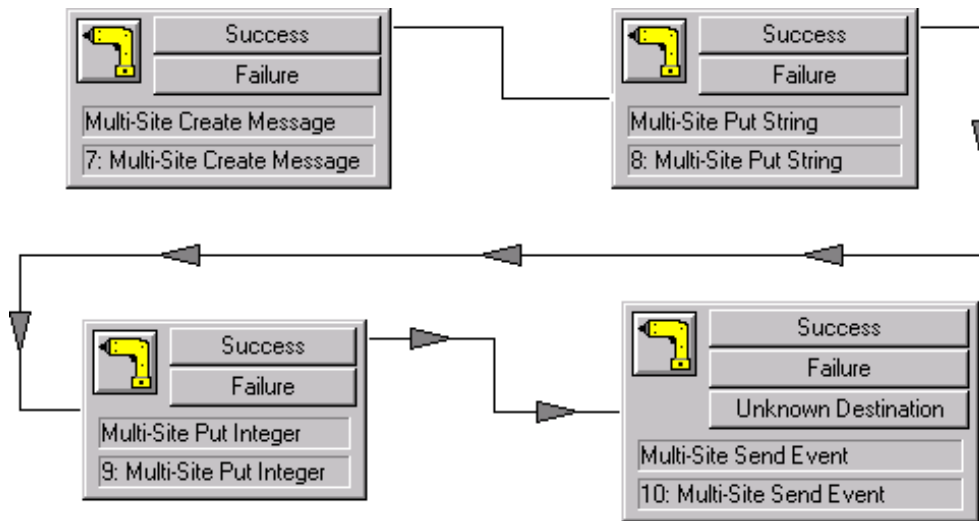 Success
Failure
Multi-Site Create Message
7: Multi-Site Create Message
Success
Failure
Multi-Site Put String
8: Multi-Site Put String
Success
Failure
Multi-Site Put Integer
9: Multi-Site Put Integer
Success
Failure
Unknown Destination
Multi-Site Send Event
10: Multi-Site Send Event